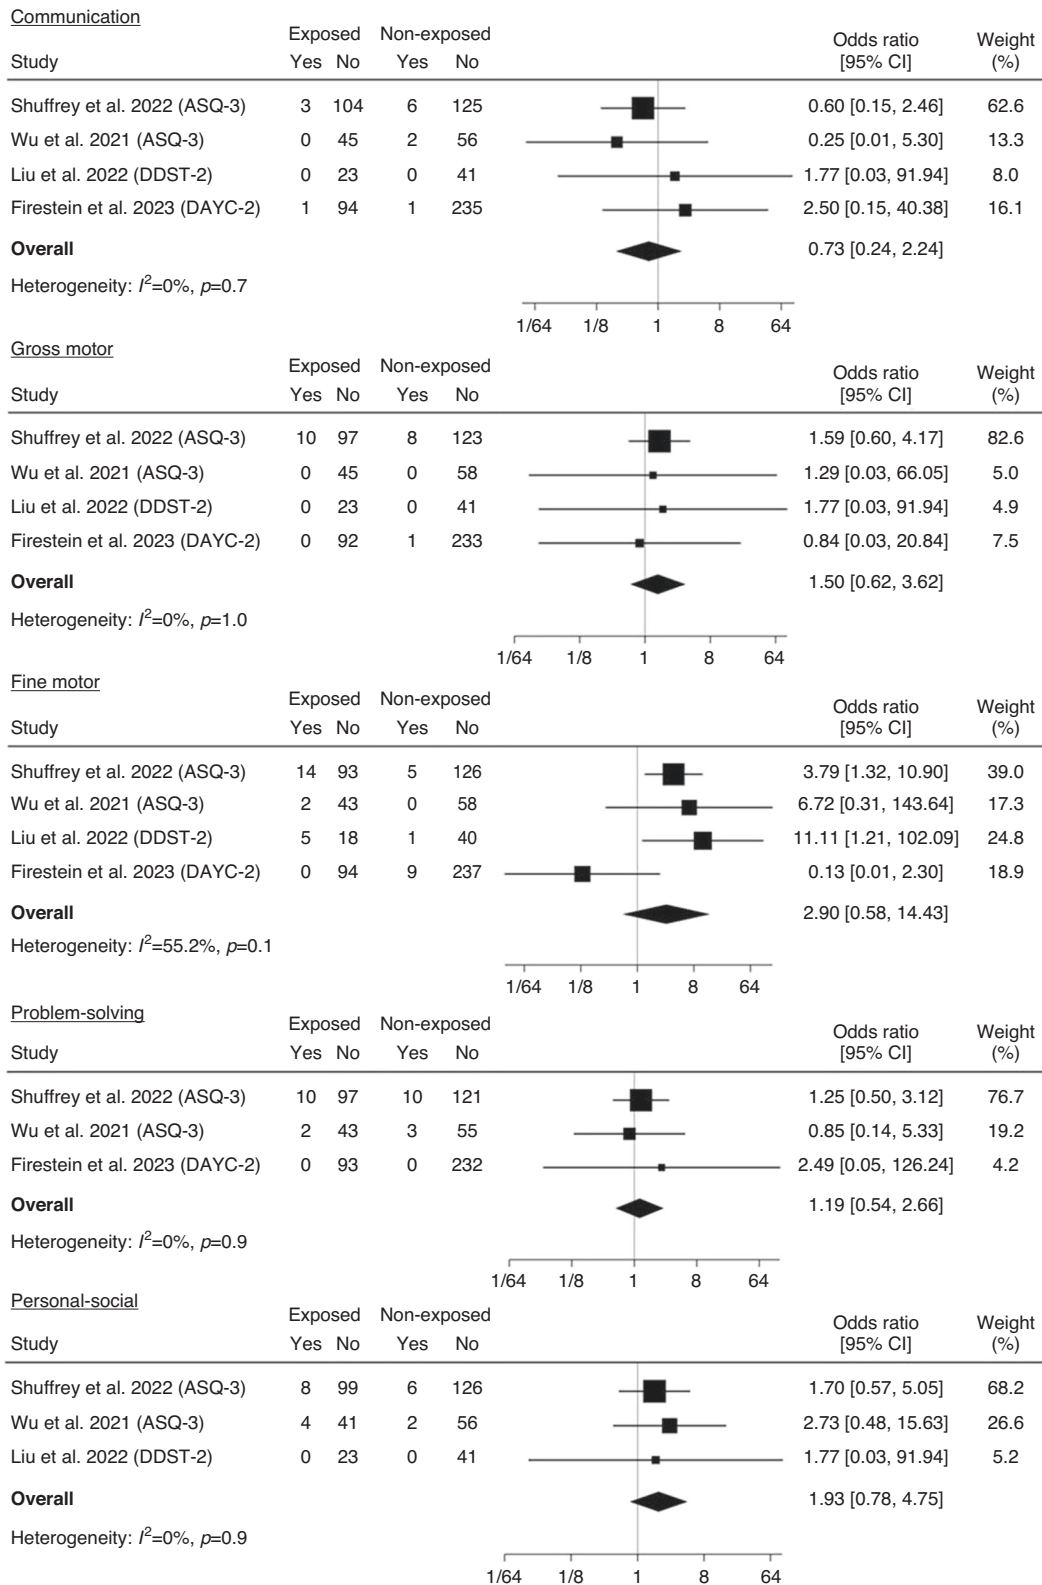 Communication
Exposed Non-exposed Odds ratio Weight
Study Yes No Yes No [95% CI] (%)
Shuffrey et al. 2022 (ASQ-3) 3 104 6 125 0.60 [0.15, 2.46] 62.6
Wu et al. 2021 (ASQ-3) 0 45 2 56 0.25 [0.01, 5.30] 13.3
Liu et al. 2022 (DDST-2) 0 23 0 41 1.77 [0.03, 91.94] 8.0
Firestein et al. 2023 (DAYC-2) 1 94 1 235 2.50 [0.15, 40.38] 16.1
Overall 0.73 [0.24, 2.24]
Heterogeneity: I²=0%, p=0.7
1/64 1/8 1 8 64
Gross motor
Exposed Non-exposed Odds ratio Weight
Study Yes No Yes No [95% CI] (%)
Shuffrey et al. 2022 (ASQ-3) 10 97 8 123 1.59 [0.60, 4.17] 82.6
Wu et al. 2021 (ASQ-3) 0 45 0 58 1.29 [0.03, 66.05] 5.0
Liu et al. 2022 (DDST-2) 0 23 0 41 1.77 [0.03, 91.94] 4.9
Firestein et al. 2023 (DAYC-2) 0 92 1 233 0.84 [0.03, 20.84] 7.5
Overall 1.50 [0.62, 3.62]
Heterogeneity: I²=0%, p=1.0
1/64 1/8 1 8 64
Fine motor
Exposed Non-exposed Odds ratio Weight
Study Yes No Yes No [95% CI] (%)
Shuffrey et al. 2022 (ASQ-3) 14 93 5 126 3.79 [1.32, 10.90] 39.0
Wu et al. 2021 (ASQ-3) 2 43 0 58 6.72 [0.31, 143.64] 17.3
Liu et al. 2022 (DDST-2) 5 18 1 40 11.11 [1.21, 102.09] 24.8
Firestein et al. 2023 (DAYC-2) 0 94 9 237 0.13 [0.01, 2.30] 18.9
Overall 2.90 [0.58, 14.43]
Heterogeneity: I²=55.2%, p=0.1
1/64 1/8 1 8 64
Problem-solving
Exposed Non-exposed Odds ratio Weight
Study Yes No Yes No [95% CI] (%)
Shuffrey et al. 2022 (ASQ-3) 10 97 10 121 1.25 [0.50, 3.12] 76.7
Wu et al. 2021 (ASQ-3) 2 43 3 55 0.85 [0.14, 5.33] 19.2
Firestein et al. 2023 (DAYC-2) 0 93 0 232 2.49 [0.05, 126.24] 4.2
Overall 1.19 [0.54, 2.66]
Heterogeneity: I²=0%, p=0.9
1/64 1/8 1 8 64
Personal-social
Exposed Non-exposed Odds ratio Weight
Study Yes No Yes No [95% CI] (%)
Shuffrey et al. 2022 (ASQ-3) 8 99 6 126 1.70 [0.57, 5.05] 68.2
Wu et al. 2021 (ASQ-3) 4 41 2 56 2.73 [0.48, 15.63] 26.6
Liu et al. 2022 (DDST-2) 0 23 0 41 1.77 [0.03, 91.94] 5.2
Overall 1.93 [0.78, 4.75]
Heterogeneity: I²=0%, p=0.9
1/64 1/8 1 8 64